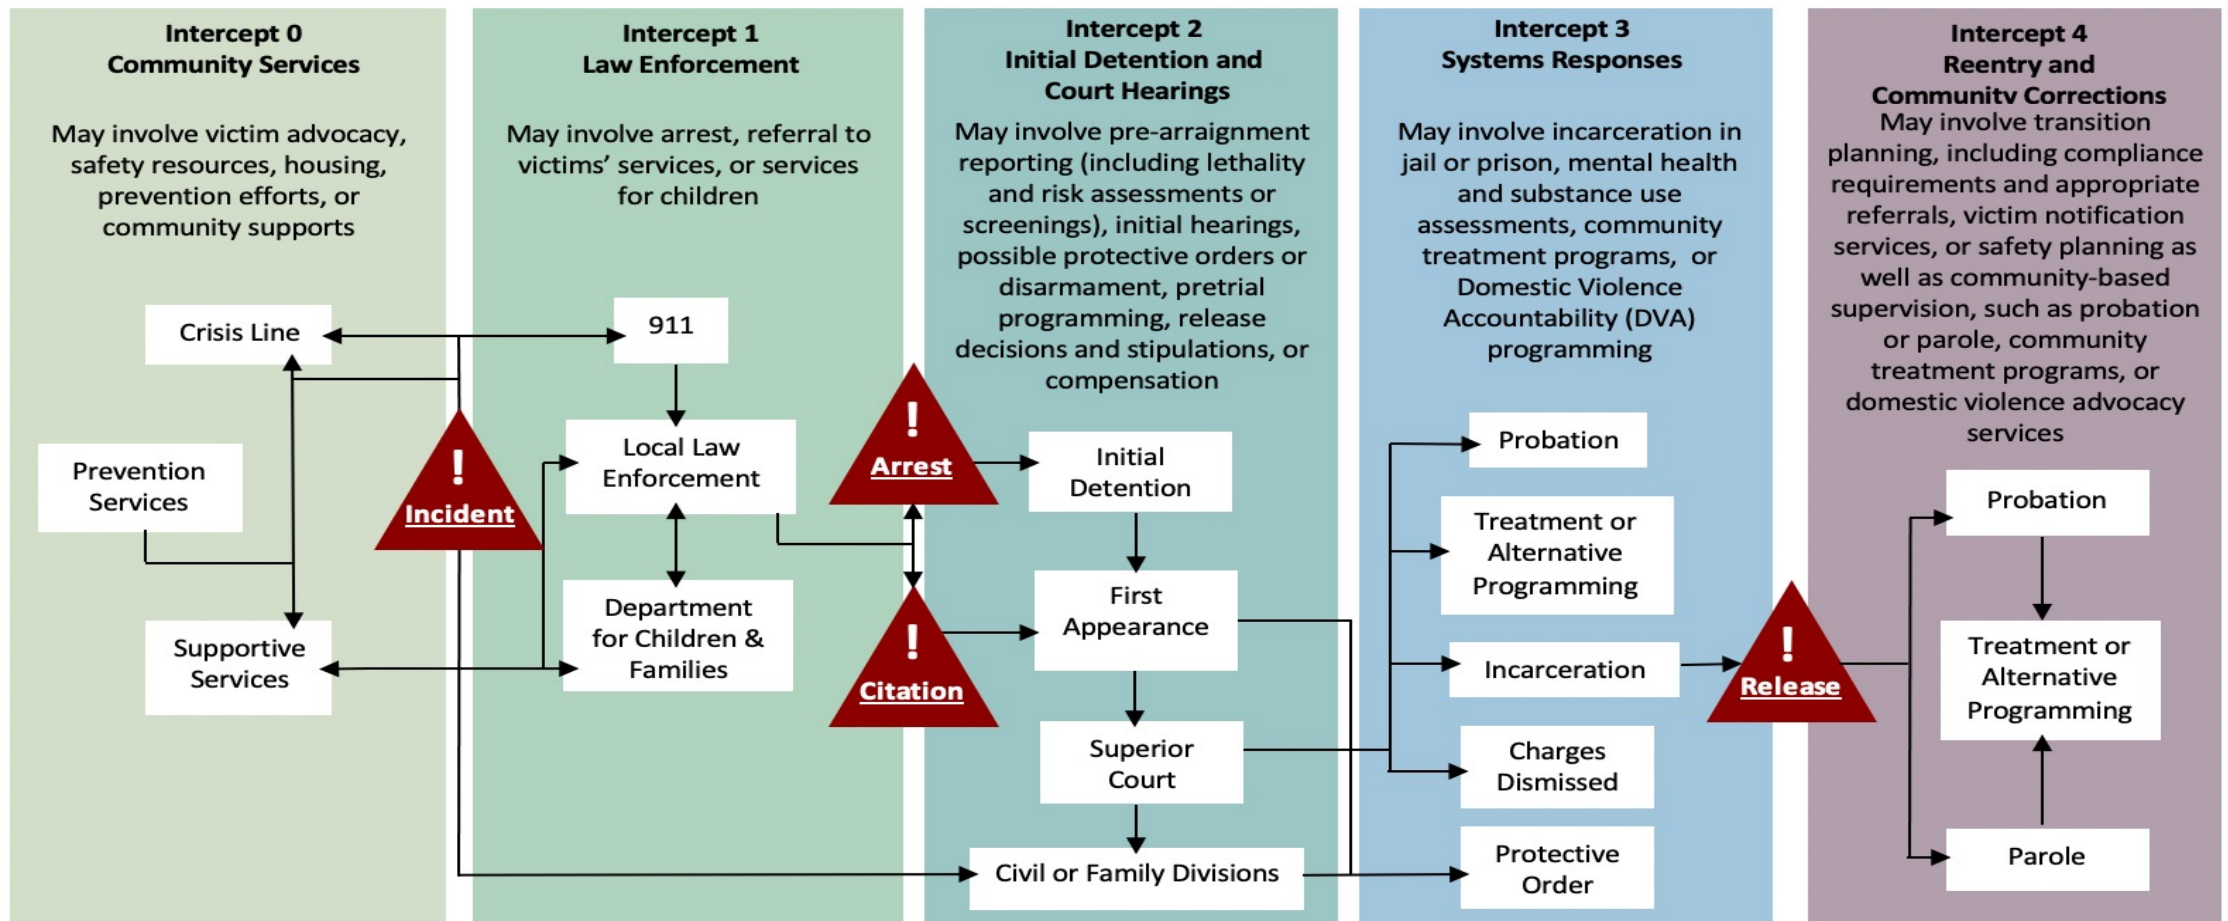 Intercept 0
Community Services
May involve victim advocacy,
safety resources, housing,
prevention efforts, or
community supports
Crisis Line
Prevention
Services
Supportive
Services
!
Incident
Intercept 1
Law Enforcement
May involve arrest, referral to
victims’ services, or services
for children
911
Local Law
Enforcement
Department
for Children &
Families
!
Arrest
!
Citation
Intercept 2
Initial Detention and
Court Hearings
May involve pre-arraignment
reporting (including lethality
and risk assessments or
screenings), initial hearings,
possible protective orders or
disarmament, pretrial
programming, release
decisions and stipulations, or
compensation
Initial
Detention
First
Appearance
Superior
Court
Civil or Family Divisions
Intercept 3
Systems Responses
May involve incarceration in
jail or prison, mental health
and substance use
assessments, community
treatment programs, or
Domestic Violence
Accountability (DVA)
programming
Probation
Treatment or
Alternative
Programming
Incarceration
Charges
Dismissed
Protective
Order
!
Release
Intercept 4
Reentry and
Community Corrections
May involve transition
planning, including compliance
requirements and appropriate
referrals, victim notification
services, or safety planning as
well as community-based
supervision, such as probation
or parole, community
treatment programs, or
domestic violence advocacy
services
Probation
Treatment or
Alternative
Programming
Parole